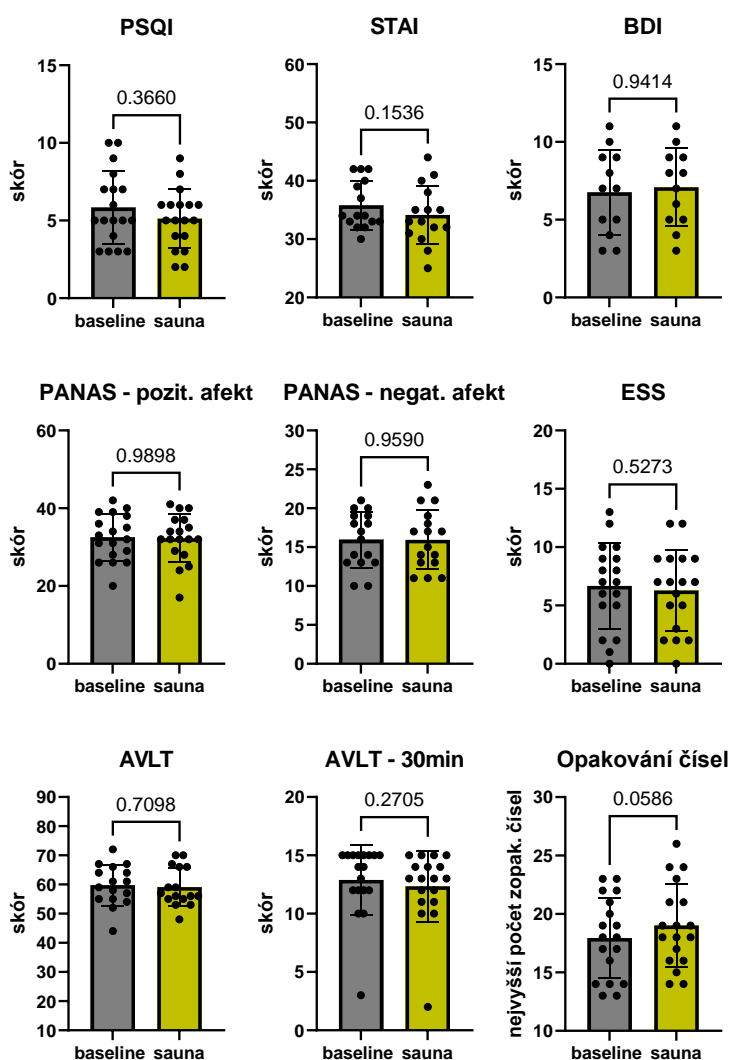 PSQI
STAI
BDI
15
10
5
0
skór
0.3660
baseline sauna
60
50
40
30
20
skór
0.1536
baseline sauna
15
10
5
0
skór
0.9414
baseline sauna
PANAS - pozit. afekt
PANAS - negat. afekt
ESS
60
40
20
0
skór
0.9898
baseline sauna
30
25
20
15
10
5
0
skór
0.9590
baseline sauna
20
15
10
5
0
skór
0.5273
baseline sauna
AVLT
AVLT - 30min
Opakování čísel
90
80
70
60
50
40
30
20
10
skór
0.7098
baseline sauna
20
15
10
5
0
skór
0.2705
baseline sauna
30
25
20
15
10
nejvyšší počet zopak. čísel
0.0586
baseline sauna